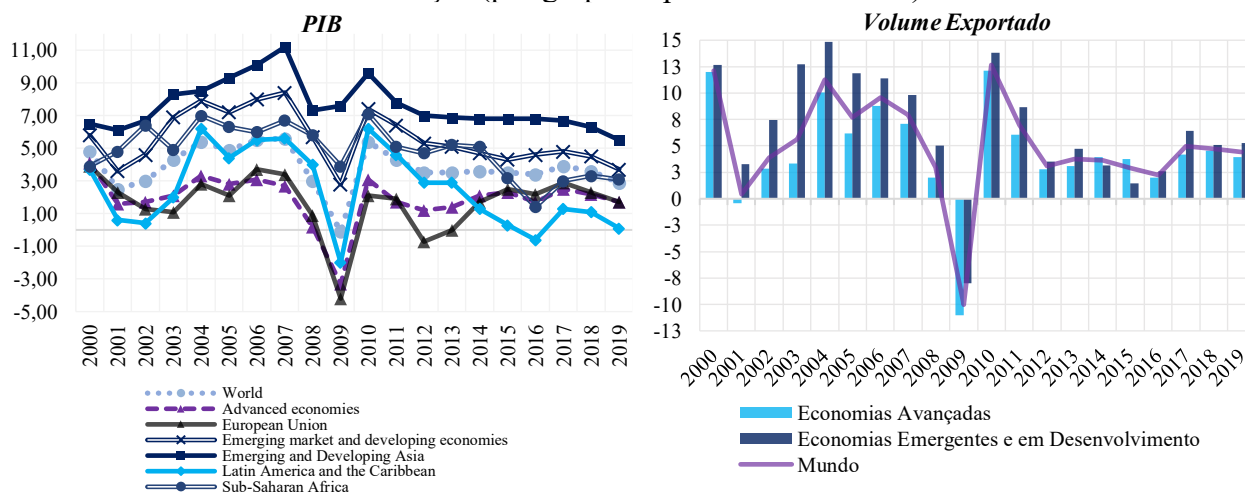 PIB
11,00
9,00
7,00
5,00
3,00
1,00
-1,00
-3,00
-5,00
2000 2001 2002 2003 2004 2005 2006 2007 2008 2009 2010 2011 2012 2013 2014 2015 2016 2017 2018 2019
World
Advanced economies
European Union
Emerging market and developing economies
Emerging and Developing Asia
Latin America and the Caribbean
Sub-Saharan Africa
Volume Exportado
15
13
10
8
5
3
0
-3
-5
-8
-10
-13
2000 2001 2002 2003 2004 2005 2006 2007 2008 2009 2010 2011 2012 2013 2014 2015 2016 2017 2018 2019
Economias Avançadas
Economias Emergentes e em Desenvolvimento
Mundo